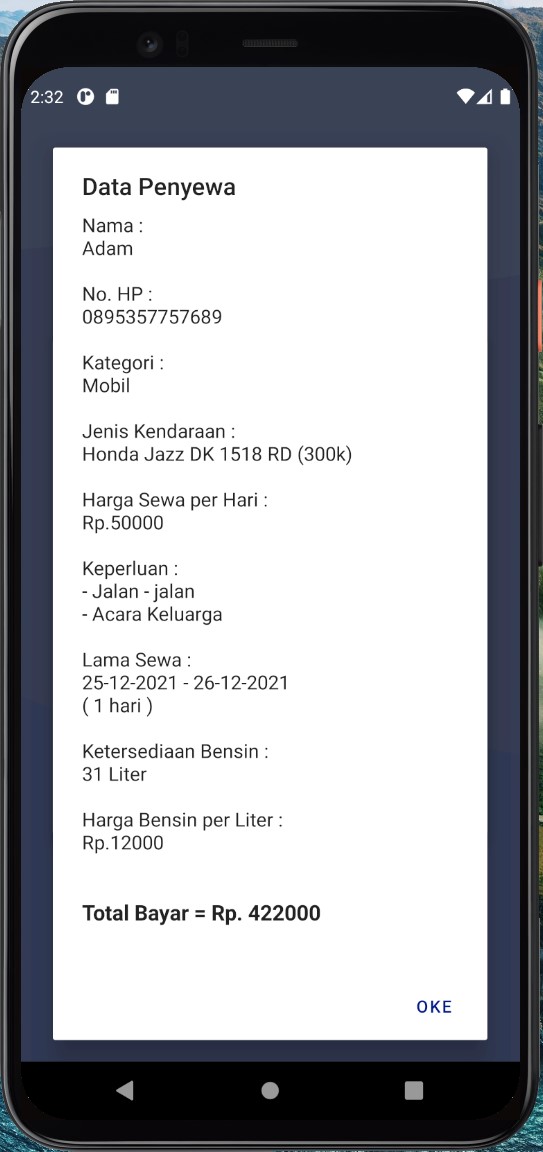 2:32
Data Penyewa
Nama :
Adam
No. HP :
0895357757689
Kategori :
Mobil
Jenis Kendaraan :
Honda Jazz DK 1518 RD (300k)
Harga Sewa per Hari :
Rp.50000
Keperluan :
- Jalan - jalan
- Acara Keluarga
Lama Sewa :
25-12-2021 - 26-12-2021
( 1 hari )
Ketersediaan Bensin :
31 Liter
Harga Bensin per Liter :
Rp.12000
Total Bayar = Rp. 422000
OKE